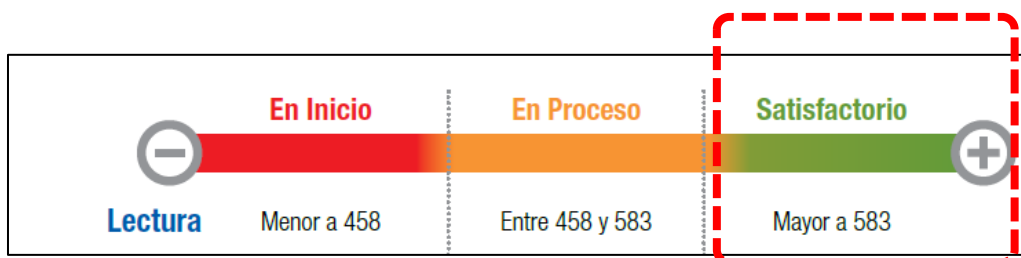 En Inicio En Proceso Satisfactorio
Lectura Menor a 458 Entre 458 y 583 Mayor a 583